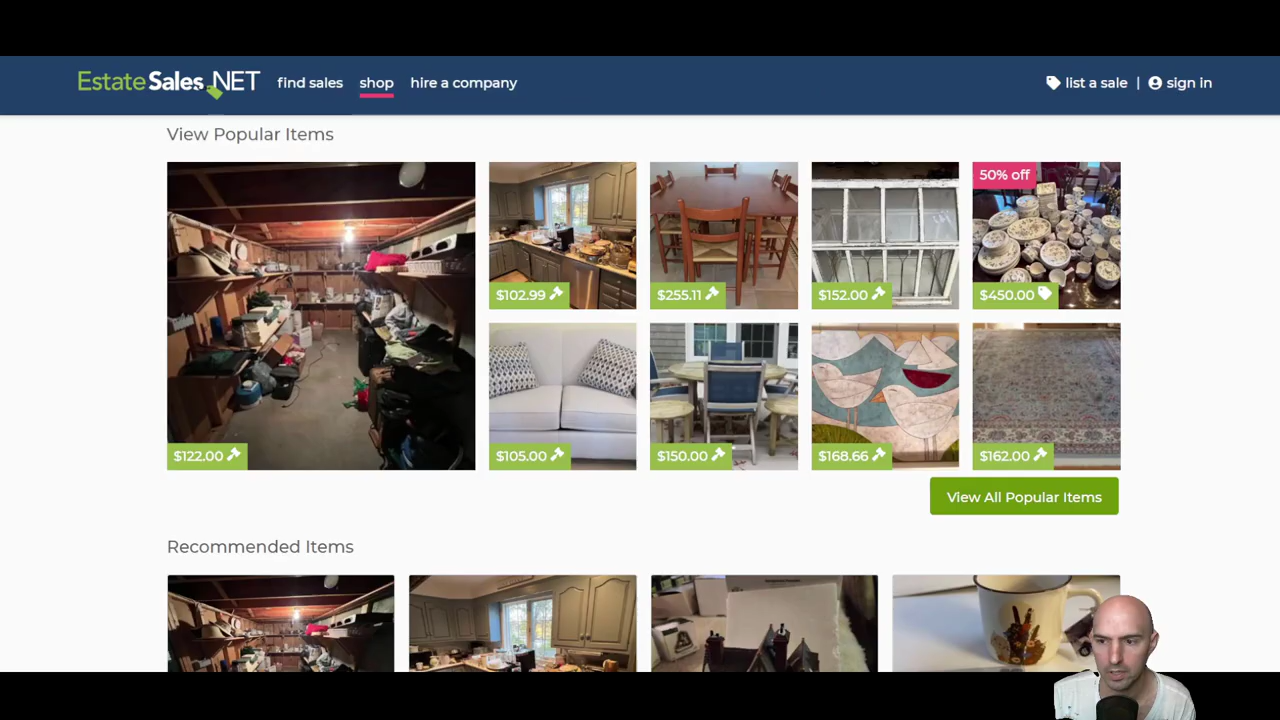 EstateSales.NET find sales shop hire a company list a sale | sign in
View Popular Items
50% off
$102.99 $255.11 $152.00 $450.00
$122.00 $105.00 $150.00 $168.66 $162.00
View All Popular Items
Recommended Items